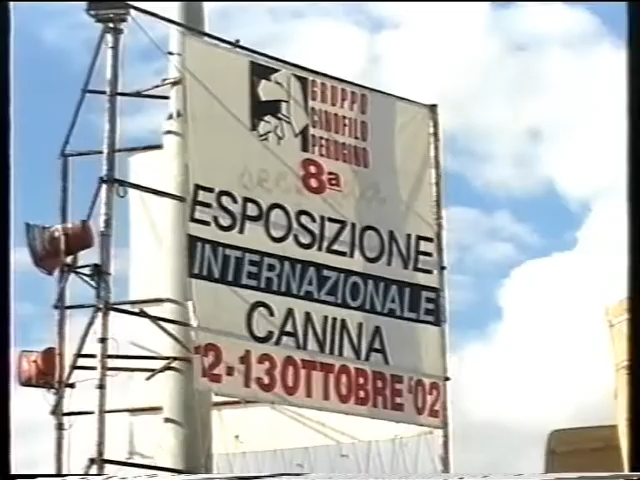 GRUPPO
CINOFILO
PERUGINO
8a
ESPOSIZIONE
INTERNAZIONALE
CANINA
12-13 OTTOBRE '02